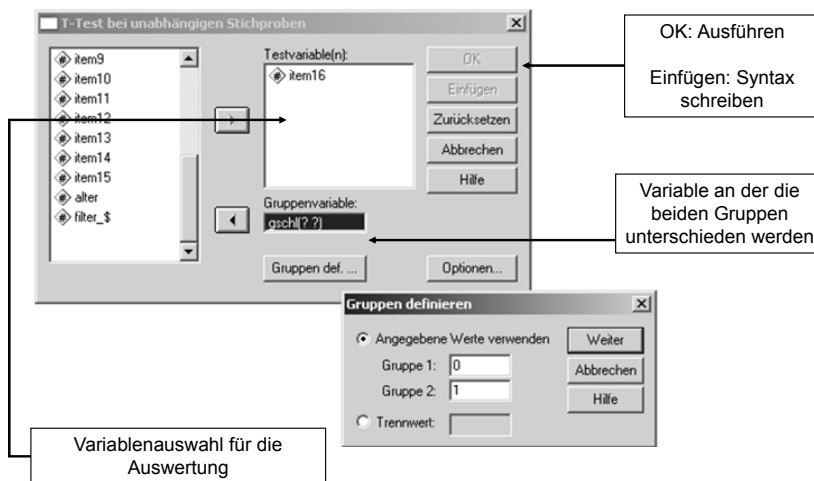 T-Test bei unabhängigen Stichproben
item9
item10
item11
item12
item13
item14
item15
alter
filter_$
Testvariable(n):
item16
Gruppenvariable:
gschl(? ?)
Gruppen def. ...
OK
Einfügen
Zurücksetzen
Abbrechen
Hilfe
Optionen...
OK: Ausführen
Einfügen: Syntax
schreiben
Variable an der die
beiden Gruppen
unterschieden werden
Gruppen definieren
Angegebene Werte verwenden
Gruppe 1: 0
Gruppe 2: 1
Trennwert:
Weiter
Abbrechen
Hilfe
Variablenauswahl für die
Auswertung